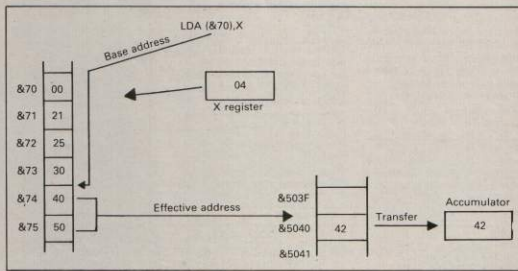 LDA (&70),X
Base address
04
X register
&70 00
&71 21
&72 25
&73 30
&74 40
&75 50
Effective address
&503F
&5040 42
&5041
Transfer
Accumulator
42